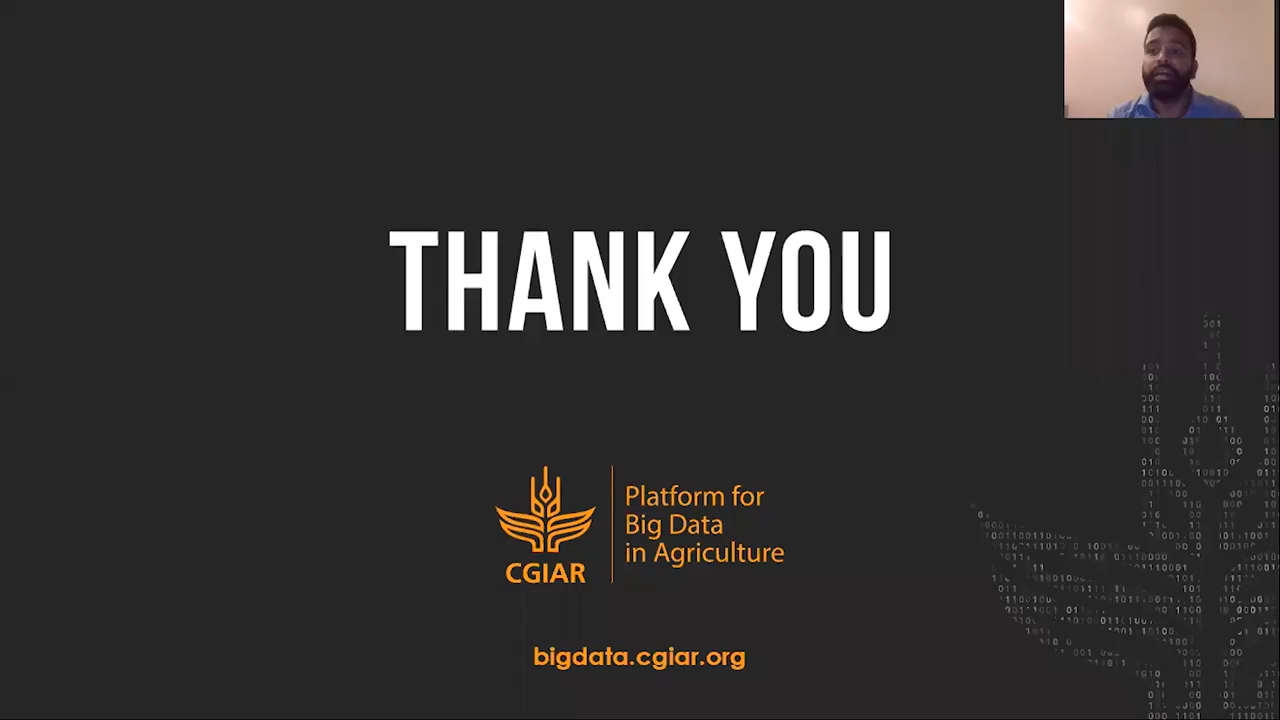 THANK YOU
CGIAR
Platform for
Big Data
in Agriculture
bigdata.cgiar.org